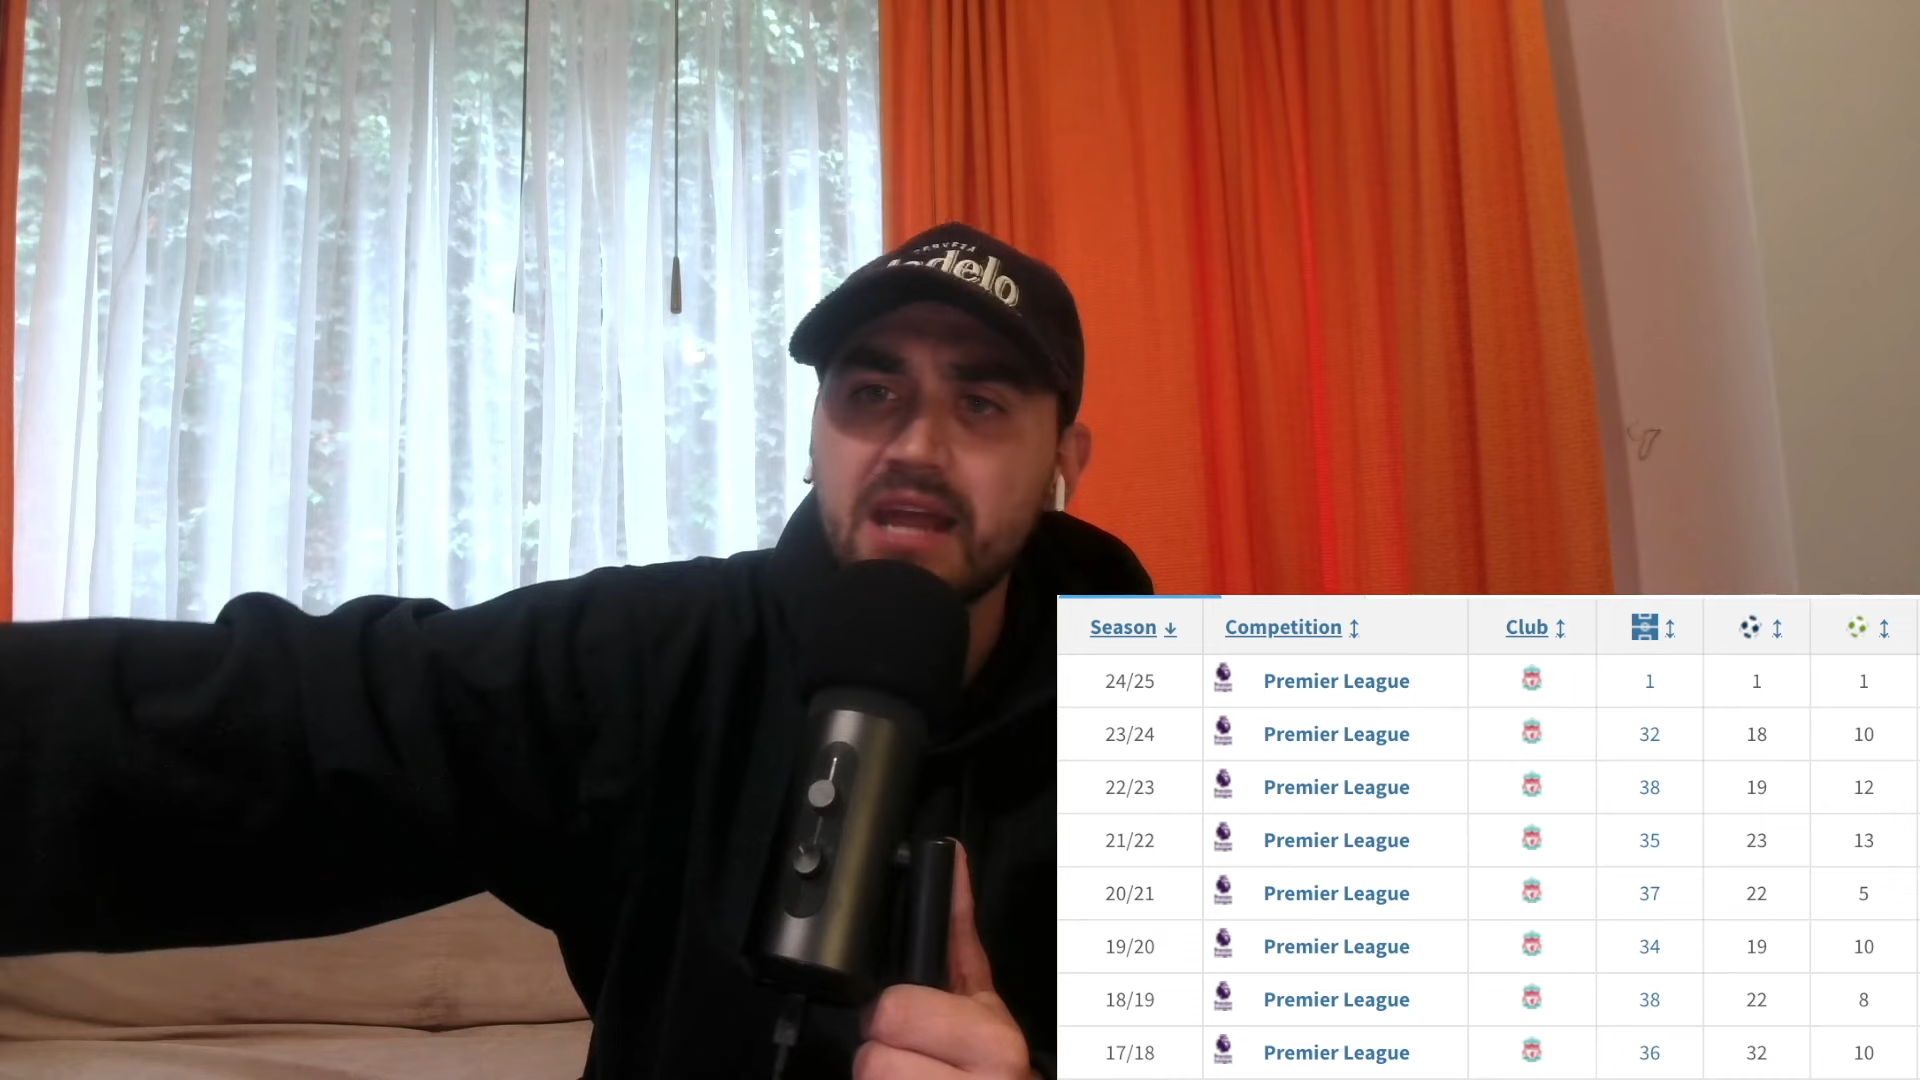 CERVEZA
delo
Season Competition Club
24/25 Premier League 1 1 1
23/24 Premier League 32 18 10
22/23 Premier League 38 19 12
21/22 Premier League 35 23 13
20/21 Premier League 37 22 5
19/20 Premier League 34 19 10
18/19 Premier League 38 22 8
17/18 Premier League 36 32 10